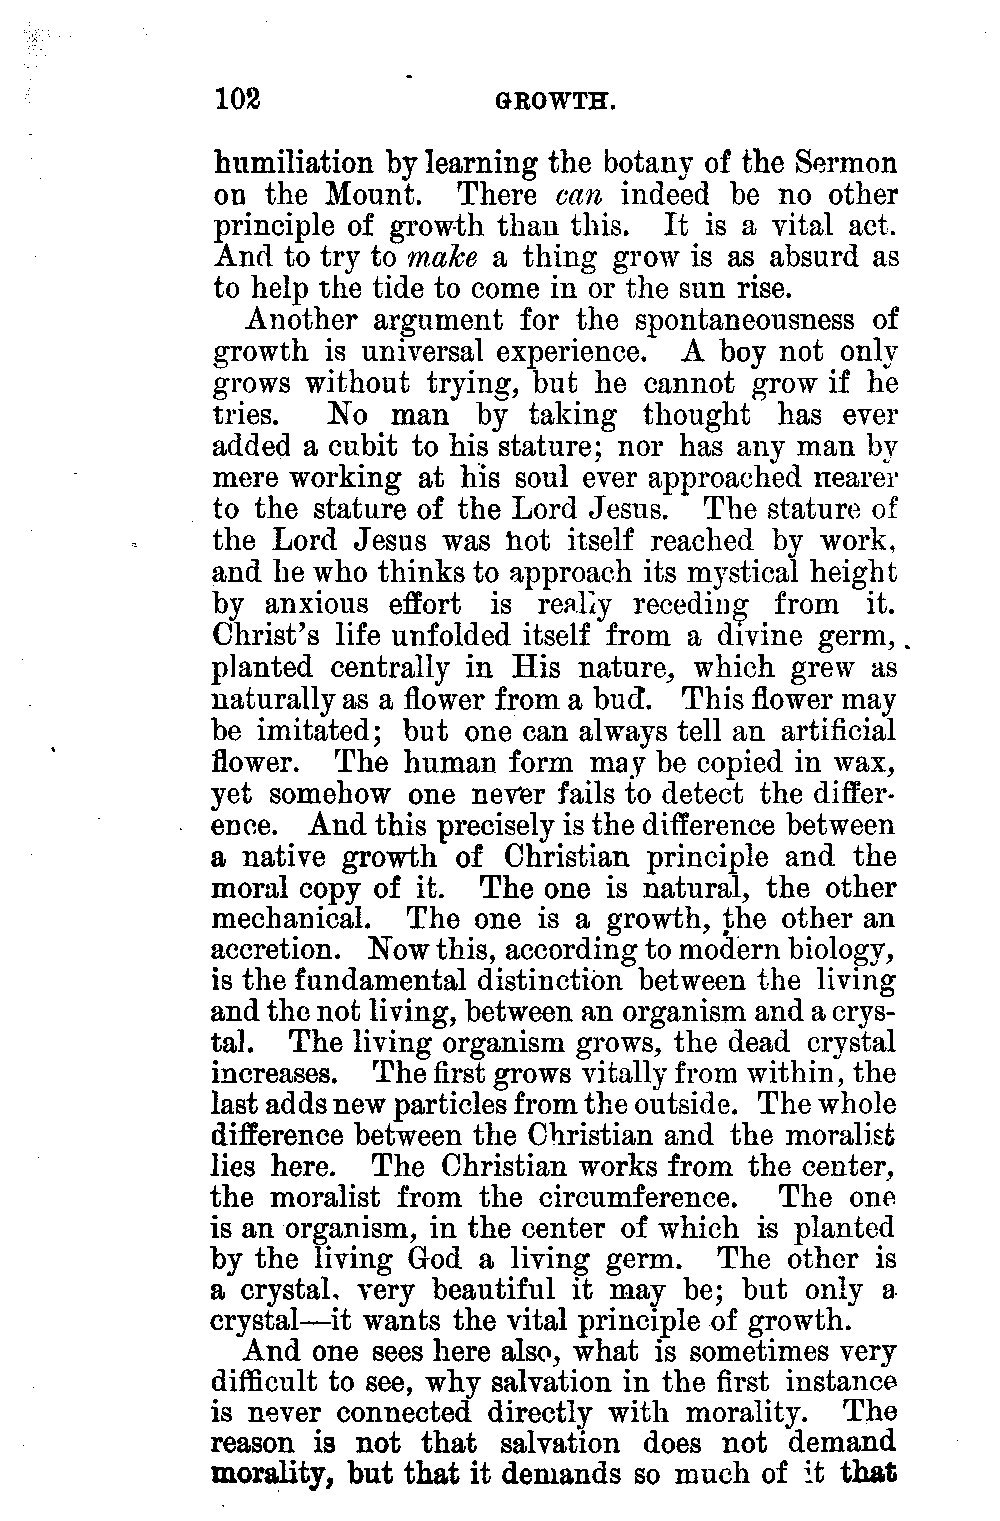 102 GROWTH.
humiliation by learning the botany of the Sermon
on the Mount. There can indeed be no other
principle of growth than this. It is a vital act.
And to try to make a thing grow is as absurd as
to help the tide to come in or the sun rise.
Another argument for the spontaneousness of
growth is universal experience. A boy not only
grows without trying, but he cannot grow if he
tries. No man by taking thought has ever
added a cubit to his stature; nor has any man by
mere working at his soul ever approached nearer
to the stature of the Lord Jesus. The stature of
the Lord Jesus was not itself reached by work,
and he who thinks to approach its mystical height
by anxious effort is really receding from it.
Christ's life unfolded itself from a divine germ,
planted centrally in His nature, which grew as
naturally as a flower from a bud. This flower may
be imitated; but one can always tell an artificial
flower. The human form may be copied in wax,
yet somehow one never fails to detect the differ-
ence. And this precisely is the difference between
a native growth of Christian principle and the
moral copy of it. The one is natural, the other
mechanical. The one is a growth, the other an
accretion. Now this, according to modern biology,
is the fundamental distinction between the living
and the not living, between an organism and a crys-
tal. The living organism grows, the dead crystal
increases. The first grows vitally from within, the
last adds new particles from the outside. The whole
difference between the Christian and the moralist
lies here. The Christian works from the center,
the moralist from the circumference. The one
is an organism, in the center of which is planted
by the living God a living germ. The other is
a crystal, very beautiful it may be; but only a
crystal—it wants the vital principle of growth.
And one sees here also, what is sometimes very
difficult to see, why salvation in the first instance
is never connected directly with morality. The
reason is not that salvation does not demand
morality, but that it demands so much of it that